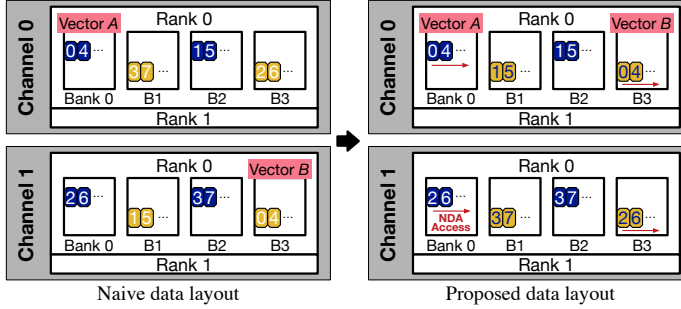 Channel 0
Rank 0
Vector A
04...
37...
15...
26...
Bank 0 B1 B2 B3
Rank 1
Channel 1
Rank 0
Vector B
26...
15...
37...
04...
Bank 0 B1 B2 B3
Rank 1
Naive data layout
Channel 0
Rank 0
Vector A
Vector B
04...
15...
15...
04...
Bank 0 B1 B2 B3
Rank 1
Channel 1
Rank 0
26...
NDA
Access
37...
37...
26...
Bank 0 B1 B2 B3
Rank 1
Proposed data layout